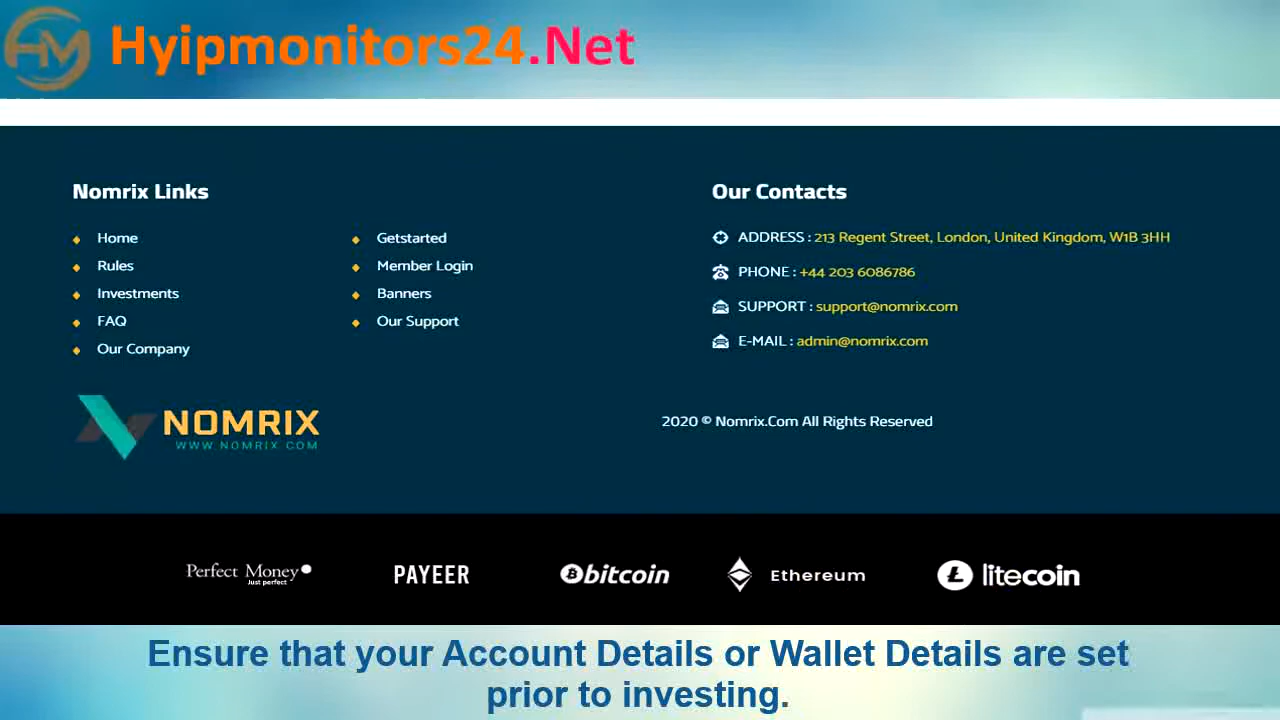 HM
Hyipmonitors24.Net
Nomrix Links
Home
Rules
Investments
FAQ
Our Company
Getstarted
Member Login
Banners
Our Support
Our Contacts
ADDRESS : 213 Regent Street, London, United Kingdom, W1B 3HH
PHONE : +44 203 6086786
SUPPORT : support@nomrix.com
E-MAIL : admin@nomrix.com
NOMRIX
WWW.NOMRIX.COM
2020 © Nomrix.Com All Rights Reserved
Perfect Money
Just perfect
PAYEER
bitcoin
Ethereum
litecoin
Ensure that your Account Details or Wallet Details are set
prior to investing.